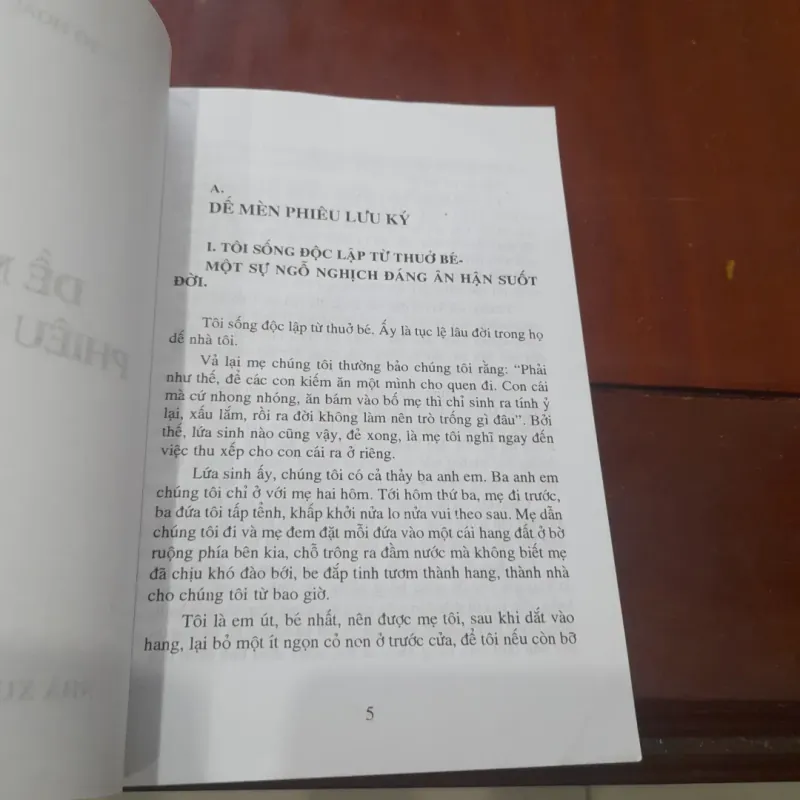 A.
DẾ MÈN PHIÊU LƯU KÝ
I. TÔI SỐNG ĐỘC LẬP TỪ THUỞ BÉ-
MỘT SỰ NGỖ NGHỊCH ĐÁNG ÂN HẬN SUỐT
ĐỜI.
Tôi sống độc lập từ thuở bé. Ấy là tục lệ lâu đời trong họ
dế nhà tôi.
Vả lại mẹ chúng tôi thường bảo chúng tôi rằng: “Phải
như thế, để các con kiếm ăn một mình cho quen đi. Con cái
mà cứ nhong nhóng, ăn bám vào bố mẹ thì chỉ sinh ra tính ỷ
lại, xấu lắm, rồi ra đời không làm nên trò trống gì đâu”. Bởi
thế, lứa sinh nào cũng vậy, đẻ xong, là mẹ tôi nghĩ ngay đến
việc thu xếp cho con cái ra ở riêng.
Lứa sinh ấy, chúng tôi có cả thảy ba anh em. Ba anh em
chúng tôi chỉ ở với mẹ hai hôm. Tới hôm thứ ba, mẹ đi trước,
ba đứa tôi tấp tểnh, khấp khởi nửa lo nửa vui theo sau. Mẹ dẫn
chúng tôi đi và mẹ đem đặt mỗi đứa vào một cái hang đất ở bờ
ruộng phía bên kia, chỗ trông ra đầm nước mà không biết mẹ
đã chịu khó đào bới, be đắp tinh tươm thành hang, thành nhà
cho chúng tôi từ bao giờ.
Tôi là em út, bé nhất, nên được mẹ tôi, sau khi dắt vào
hang, lại bỏ một ít ngọn cỏ non ở trước cửa, để tôi nếu còn bỡ
5